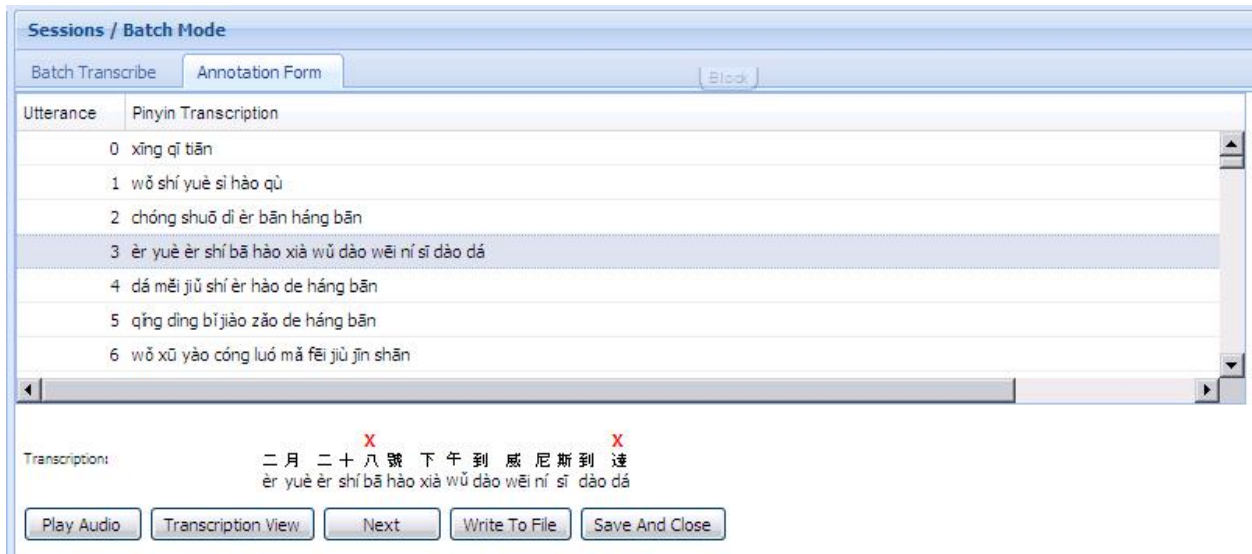 Sessions / Batch Mode
Batch Transcribe Annotation Form Block
Utterance Pinyin Transcription
0 xīng qī tiān
1 wǒ shí yuè sì hào qù
2 chóng shuō dì èr bān háng bān
3 èr yuè èr shí bā hào xià wǔ dào wēi ní sī dào dá
4 dá měi jiǔ shí èr hào de háng bān
5 qǐng dìng bǐ jiào zǎo de háng bān
6 wǒ xū yào cóng luó mǎ fēi jiù jīn shān
X X
Transcription: 二月 二十八號 下午到 威尼斯到 達
èr yuè èr shí bā hào xià wǔ dào wēi ní sī dào dá
Play Audio Transcription View Next Write To File Save And Close